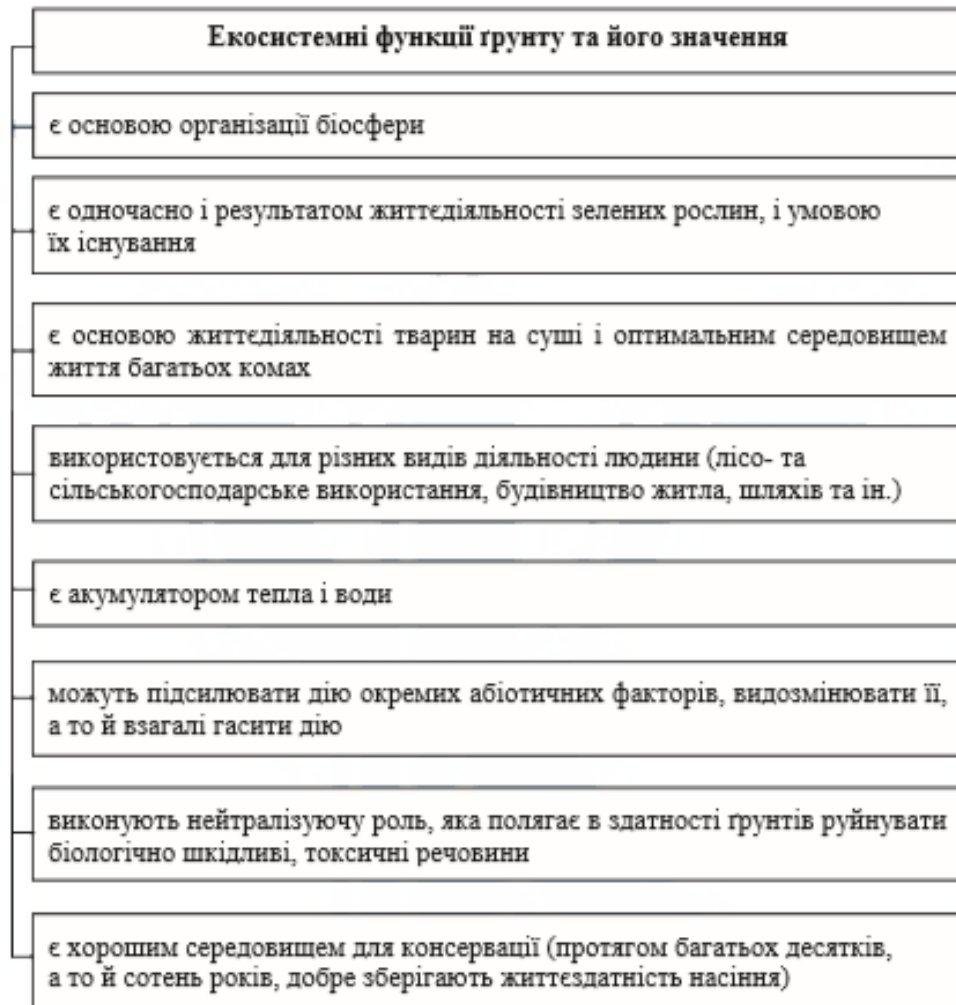 Екосистемні функції ґрунту та його значення
є основою організації біосфери
є одночасно і результатом життєдіяльності зелених рослин, і умовою
їх існування
є основою життєдіяльності тварин на суші і оптимальним середовищем
життя багатьох комах
використовується для різних видів діяльності людини (лісо- та
сільськогосподарське використання, будівництво житла, шляхів та ін.)
є акумулятором тепла і води
можуть підсилювати дію окремих абіотичних факторів, видозмінювати її,
а то й взагалі гасити дію
виконують нейтралізуючу роль, яка полягає в здатності ґрунтів руйнувати
біологічно шкідливі, токсичні речовини
є хорошим середовищем для консервації (протягом багатьох десятків,
а то й сотень років, добре зберігають життєздатність насіння)